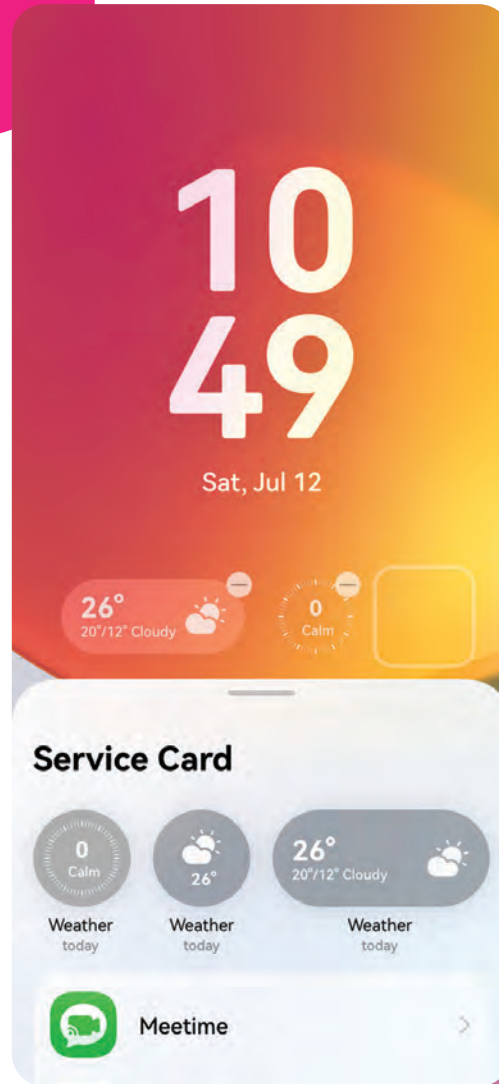 10
49
Sat, Jul 12
26°
20°/12° Cloudy
0
Calm
Service Card
0
Calm
26°
26°
20°/12° Cloudy
Weather
today
Weather
today
Weather
today
Meetime